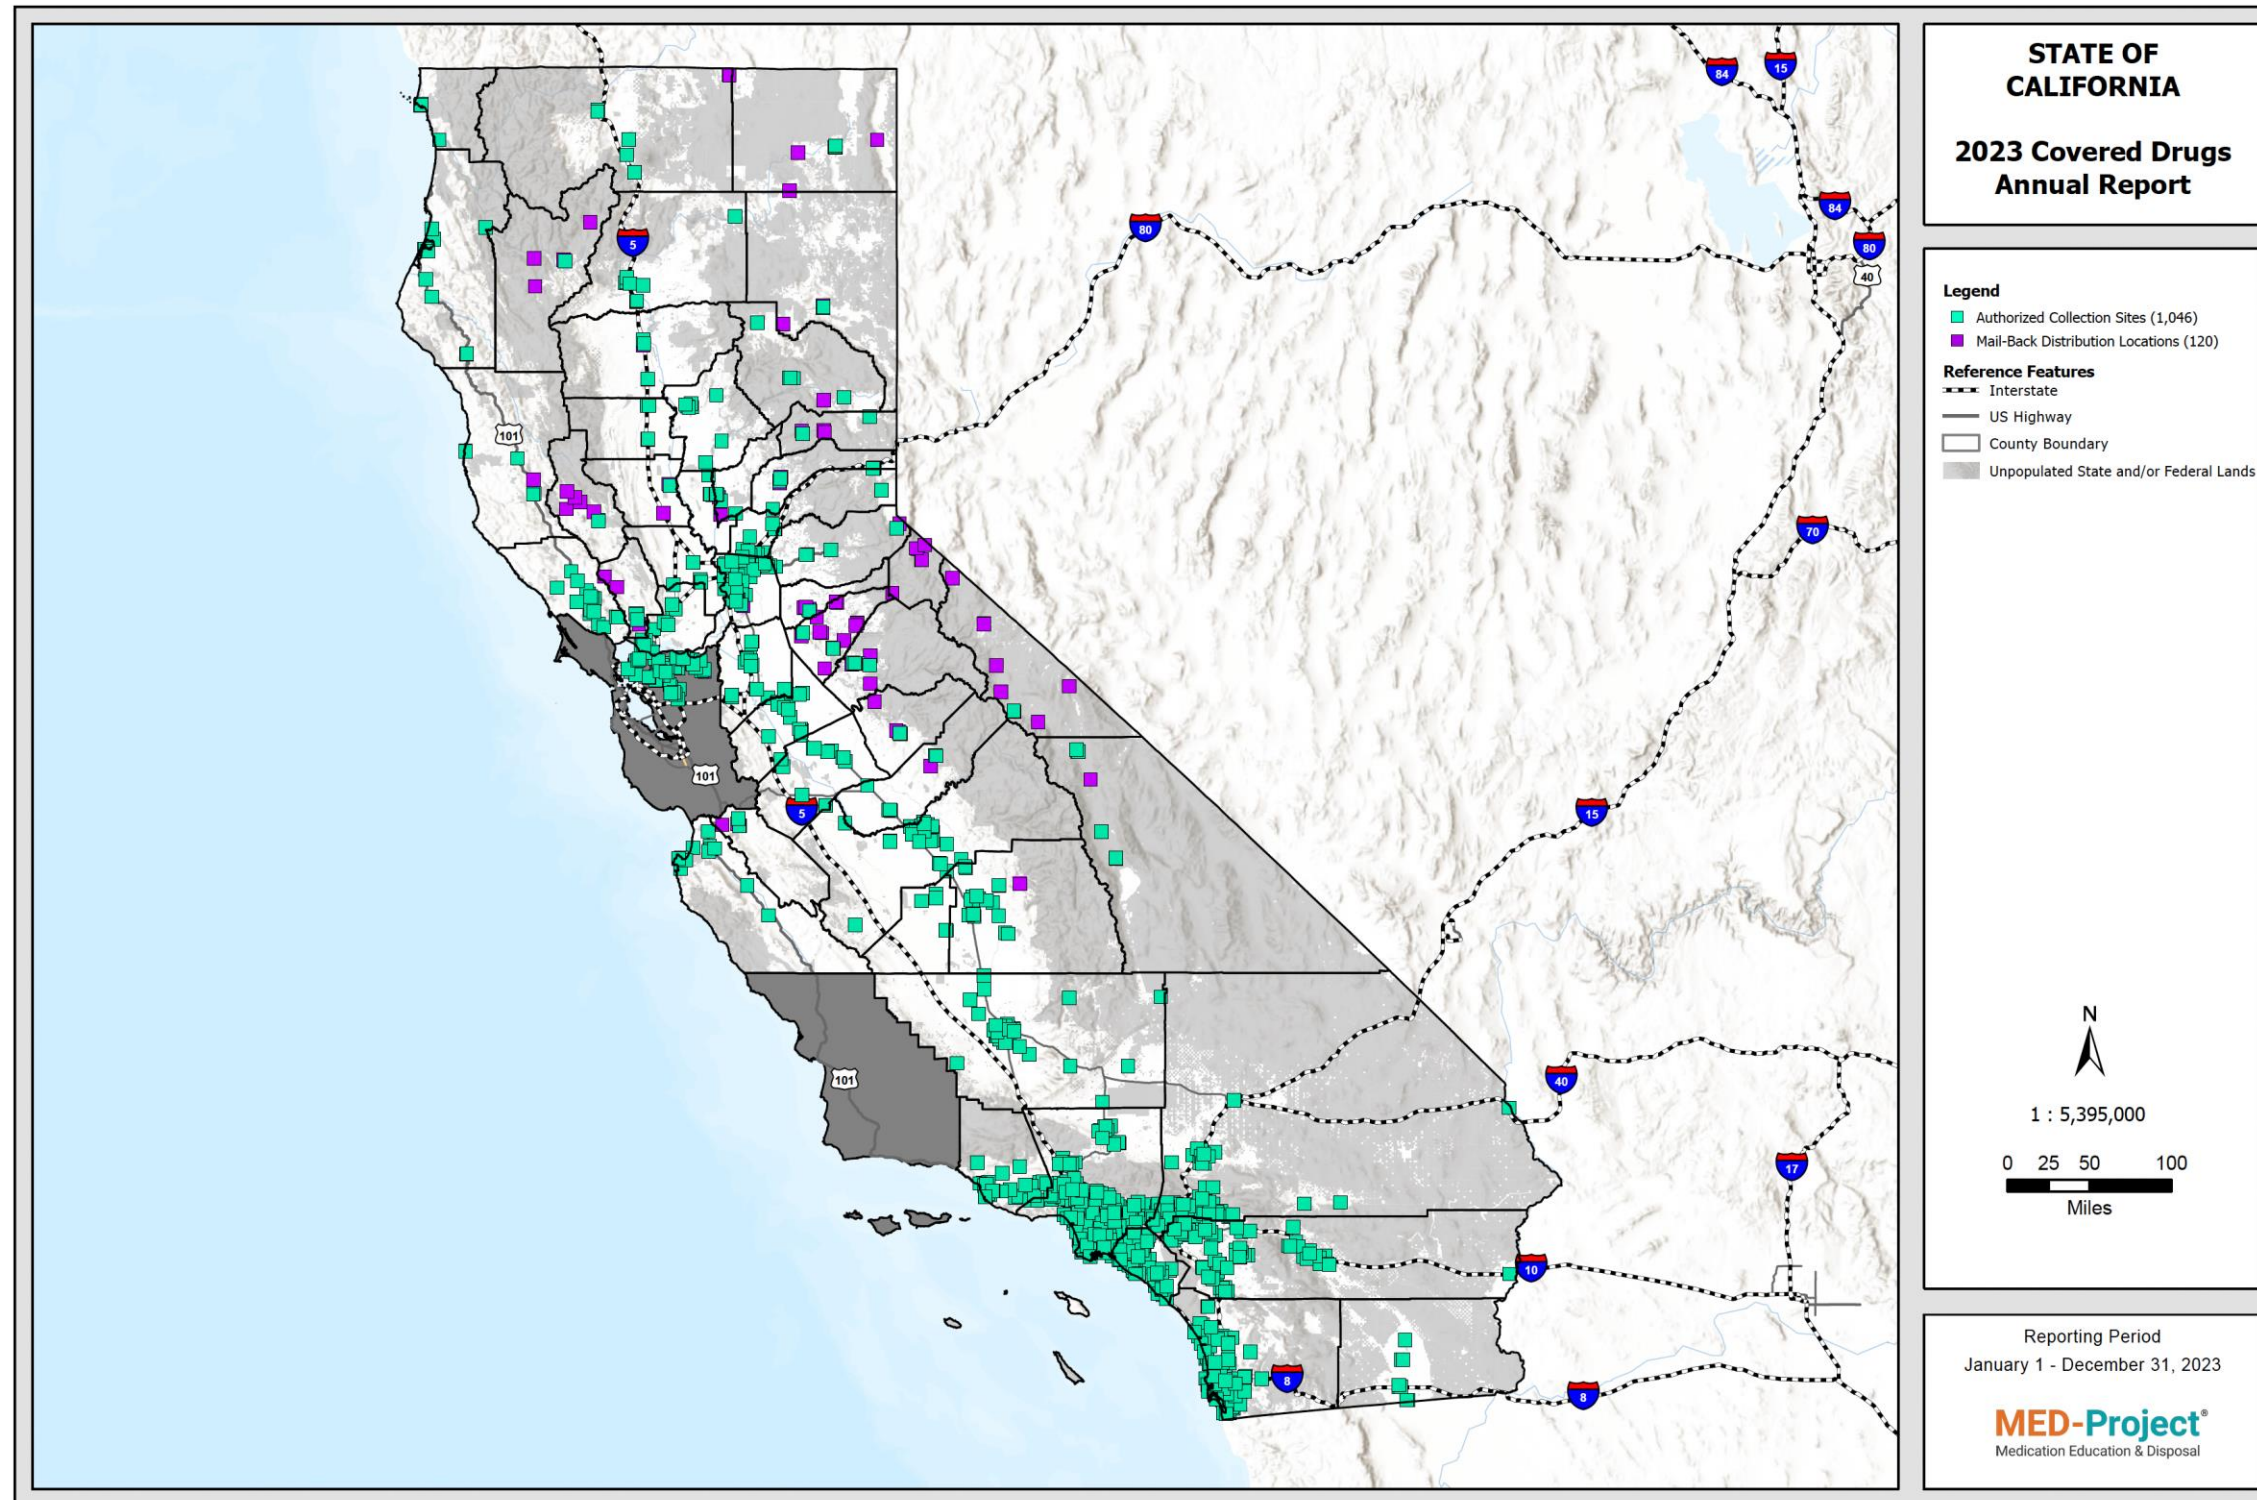 STATE OF
CALIFORNIA
2023 Covered Drugs
Annual Report
Legend
Authorized Collection Sites (1,046)
Mail-Back Distribution Locations (120)
Reference Features
Interstate
US Highway
County Boundary
Unpopulated State and/or Federal Lands
N
1 : 5,395,000
0 25 50 100
Miles
Reporting Period
January 1 - December 31, 2023
MED-Project®
Medication Education & Disposal
84
15
84
80
80
40
5
101
70
101
5
15
101
40
17
10
8
8